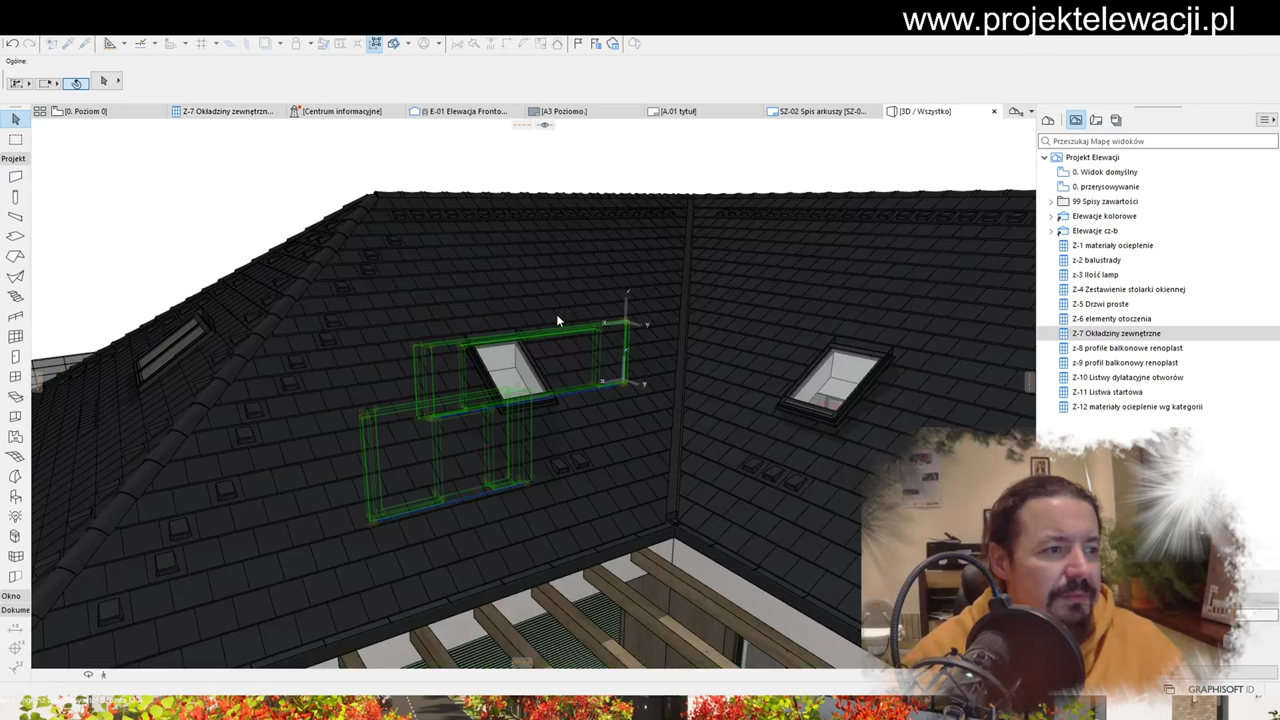 www.projektelewacji.pl
Ogólne:
[0. Poziom 0]
Z-7 Okładziny zewnętrzn...
[Centrum informacyjne]
(I) E-01 Elewacja Fronto...
[A3 Poziomo.]
[A.01 tytuł]
SZ-02 Spis arkuszy [SZ-0...
[3D / Wszystko]
Przeszukaj Mapę widoków
Projekt
Projekt Elewacji
0. Widok domyślny
0. przerysowywanie
99 Spisy zawartości
Elewacje kolorowe
Elewacje cz-b
Z-1 materiały ocieplenie
z-2 balustrady
z-3 Ilość lamp
Z-4 Zestawienie stolarki okiennej
Z-5 Drzwi proste
Z-6 elementy otoczenia
Z-7 Okładziny zewnętrzne
z-8 profile balkonowe renoplast
z-9 profil balkonowy renoplast
Z-10 Listwy dylatacyjne otworów
Z-11 Listwa startowa
Z-12 materiały ocieplenie wg kategorii
x
y
x
y
Okno
Dokume
GRAPHISOFT ID